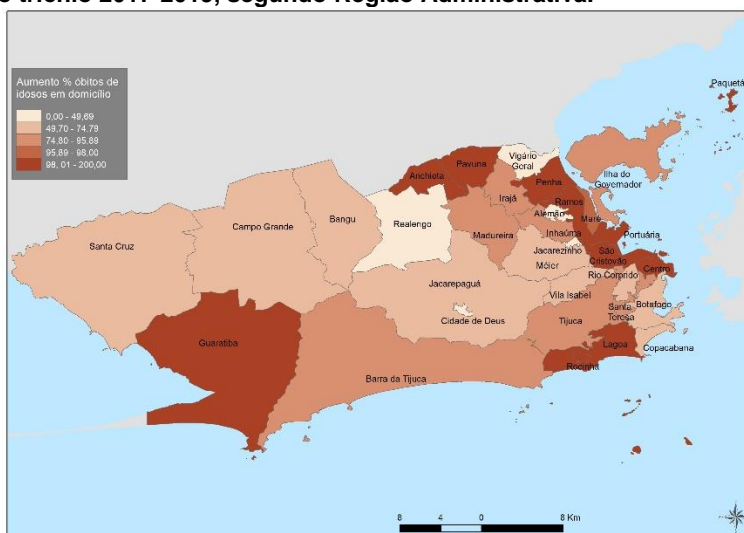 o triênio 2017-2019, segundo Região Administrativa.
Aumento % óbitos de
idosos em domicílio
0,00 - 49,69
49,70 - 74,79
74,80 - 95,89
95,89 - 98,00
98, 01 - 200,00
Paquetá
Vigário
Geral
Pavuna
Anchieta
Penha
Ilha do
Governador
Ramos
Irajá
Alemão
Maré
Bangu
Realengo
Campo Grande
Madureira
Inhaúma
Portuária
Santa Cruz
Jacarezinho
São
Cristovão
Méier
Centro
Rio Comprido
Jacarepaguá
Vila Isabel
Botafogo
Santa
Teresa
Cidade de Deus
Tijuca
Guaratiba
Lagoa
Copacabana
Rocinha
Barra da Tijuca
8 4 0 8 Km